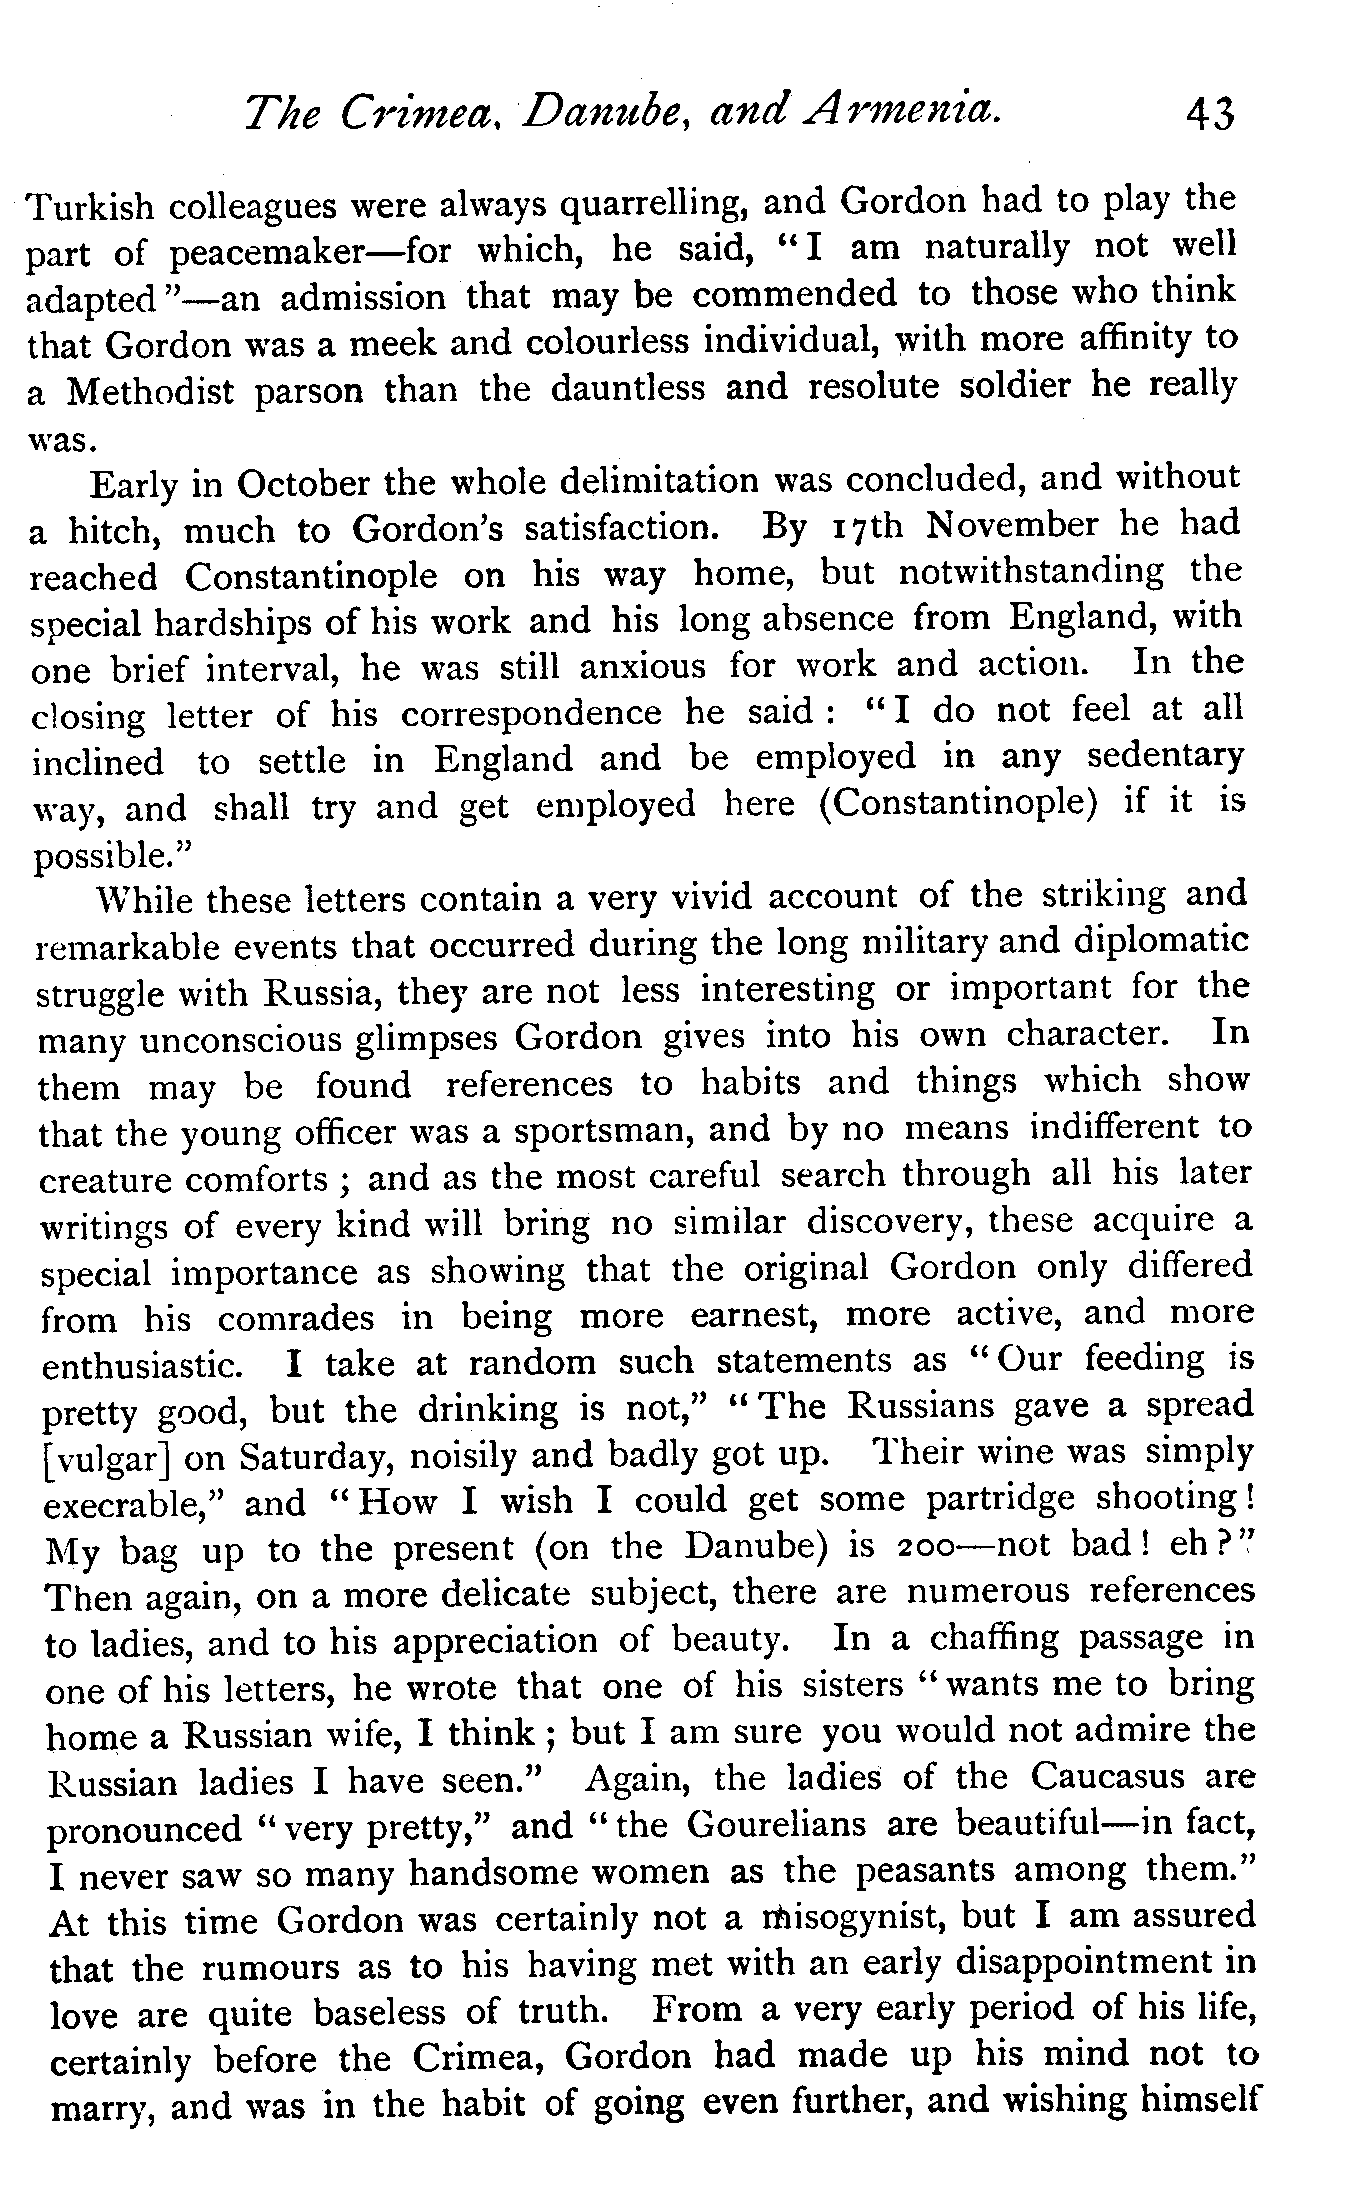 The Crimea, Danube, and Armenia. 43
Turkish colleagues were always quarrelling, and Gordon had to play the
part of peacemaker—for which, he said, “I am naturally not well
adapted”—an admission that may be commended to those who think
that Gordon was a meek and colourless individual, with more affinity to
a Methodist parson than the dauntless and resolute soldier he really
was.
Early in October the whole delimitation was concluded, and without
a hitch, much to Gordon’s satisfaction. By 17th November he had
reached Constantinople on his way home, but notwithstanding the
special hardships of his work and his long absence from England, with
one brief interval, he was still anxious for work and action. In the
closing letter of his correspondence he said : “I do not feel at all
inclined to settle in England and be employed in any sedentary
way, and shall try and get employed here (Constantinople) if it is
possible.”
While these letters contain a very vivid account of the striking and
remarkable events that occurred during the long military and diplomatic
struggle with Russia, they are not less interesting or important for the
many unconscious glimpses Gordon gives into his own character. In
them may be found references to habits and things which show
that the young officer was a sportsman, and by no means indifferent to
creature comforts ; and as the most careful search through all his later
writings of every kind will bring no similar discovery, these acquire a
special importance as showing that the original Gordon only differed
from his comrades in being more earnest, more active, and more
enthusiastic. I take at random such statements as “Our feeding is
pretty good, but the drinking is not,” “The Russians gave a spread
[vulgar] on Saturday, noisily and badly got up. Their wine was simply
execrable,” and “How I wish I could get some partridge shooting!
My bag up to the present (on the Danube) is 200—not bad! eh?”
Then again, on a more delicate subject, there are numerous references
to ladies, and to his appreciation of beauty. In a chaffing passage in
one of his letters, he wrote that one of his sisters “wants me to bring
home a Russian wife, I think ; but I am sure you would not admire the
Russian ladies I have seen.” Again, the ladies of the Caucasus are
pronounced “very pretty,” and “the Gourelians are beautiful—in fact,
I never saw so many handsome women as the peasants among them.”
At this time Gordon was certainly not a misogynist, but I am assured
that the rumours as to his having met with an early disappointment in
love are quite baseless of truth. From a very early period of his life,
certainly before the Crimea, Gordon had made up his mind not to
marry, and was in the habit of going even further, and wishing himself